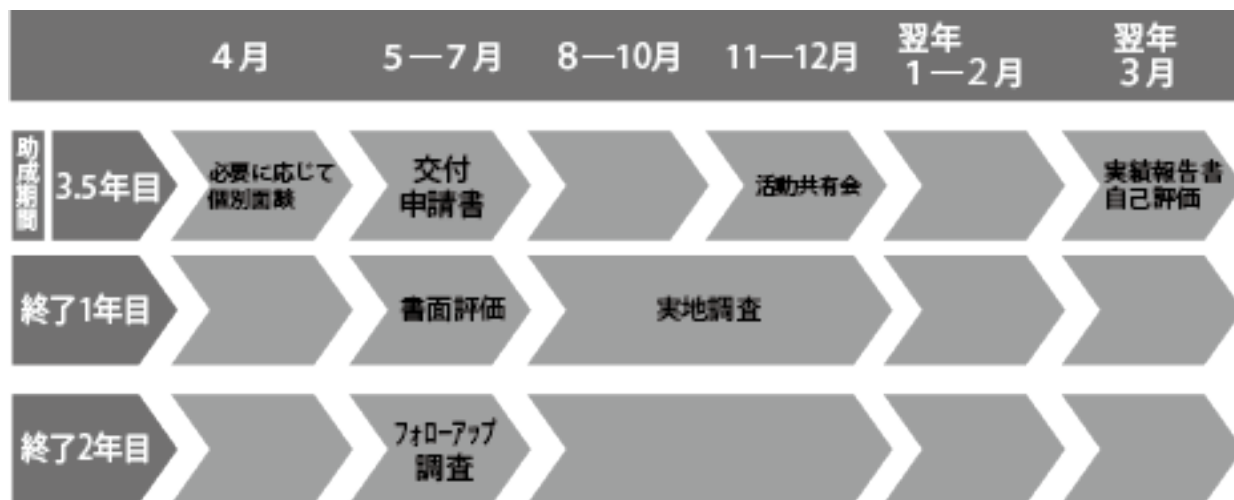 4月
5―7月
8―10月
11―12月
翌年
1―2月
翌年
3月
助成期間
3.5年目
必要に応じて
個別面談
交付
申請書
活動共有会
実績報告書
自己評価
終了1年目
書面評価
実地調査
終了2年目
フォローアップ
調査